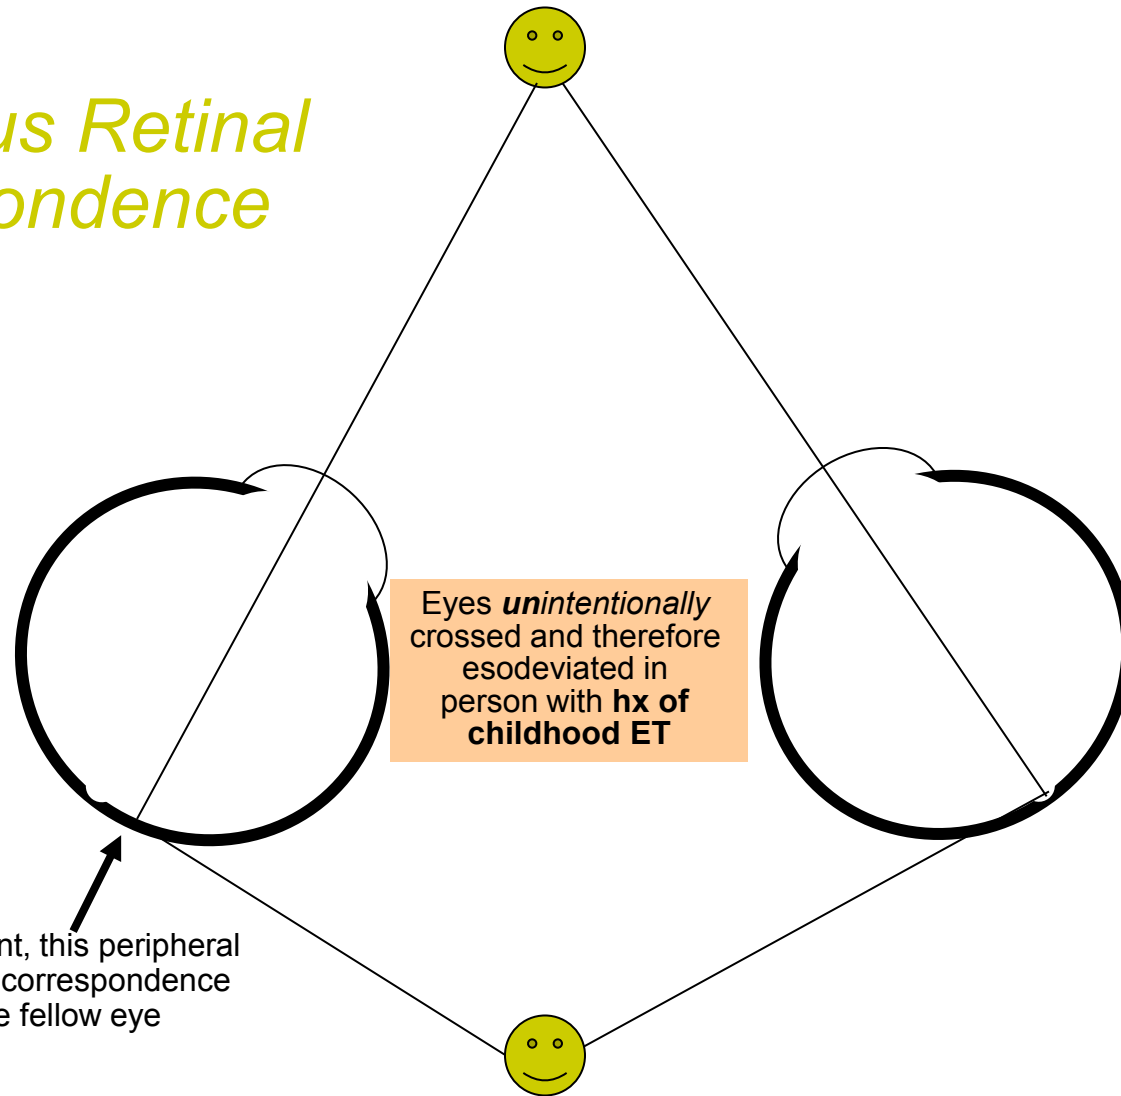 us Retinal
ondence
Eyes unintentionally
crossed and therefore
esodeviated in
person with hx of
childhood ET
nt, this peripheral
correspondence
e fellow eye